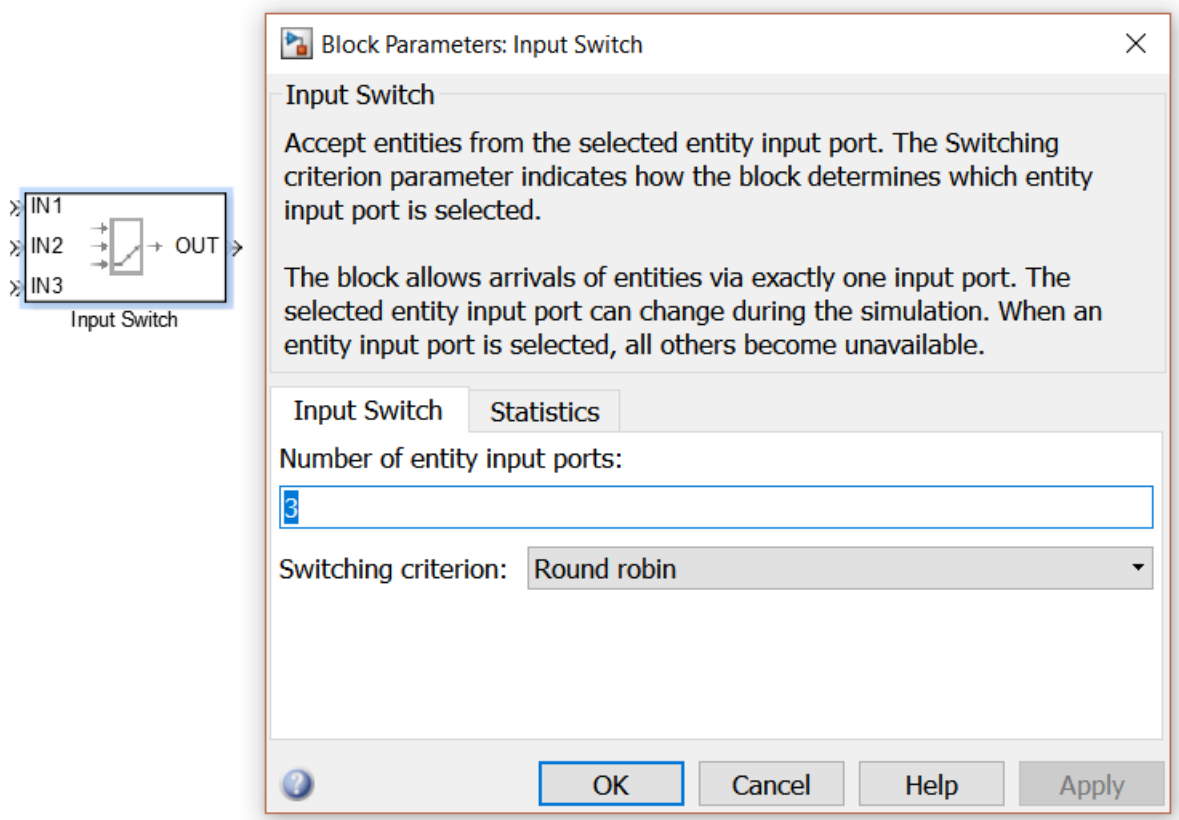 Block Parameters: Input Switch
Input Switch
Accept entities from the selected entity input port. The Switching
criterion parameter indicates how the block determines which entity
input port is selected.
The block allows arrivals of entities via exactly one input port. The
selected entity input port can change during the simulation. When an
entity input port is selected, all others become unavailable.
IN1
IN2
OUT
IN3
Input Switch
Input Switch
Statistics
Number of entity input ports:
3
Switching criterion:
Round robin
?
OK
Cancel
Help
Apply